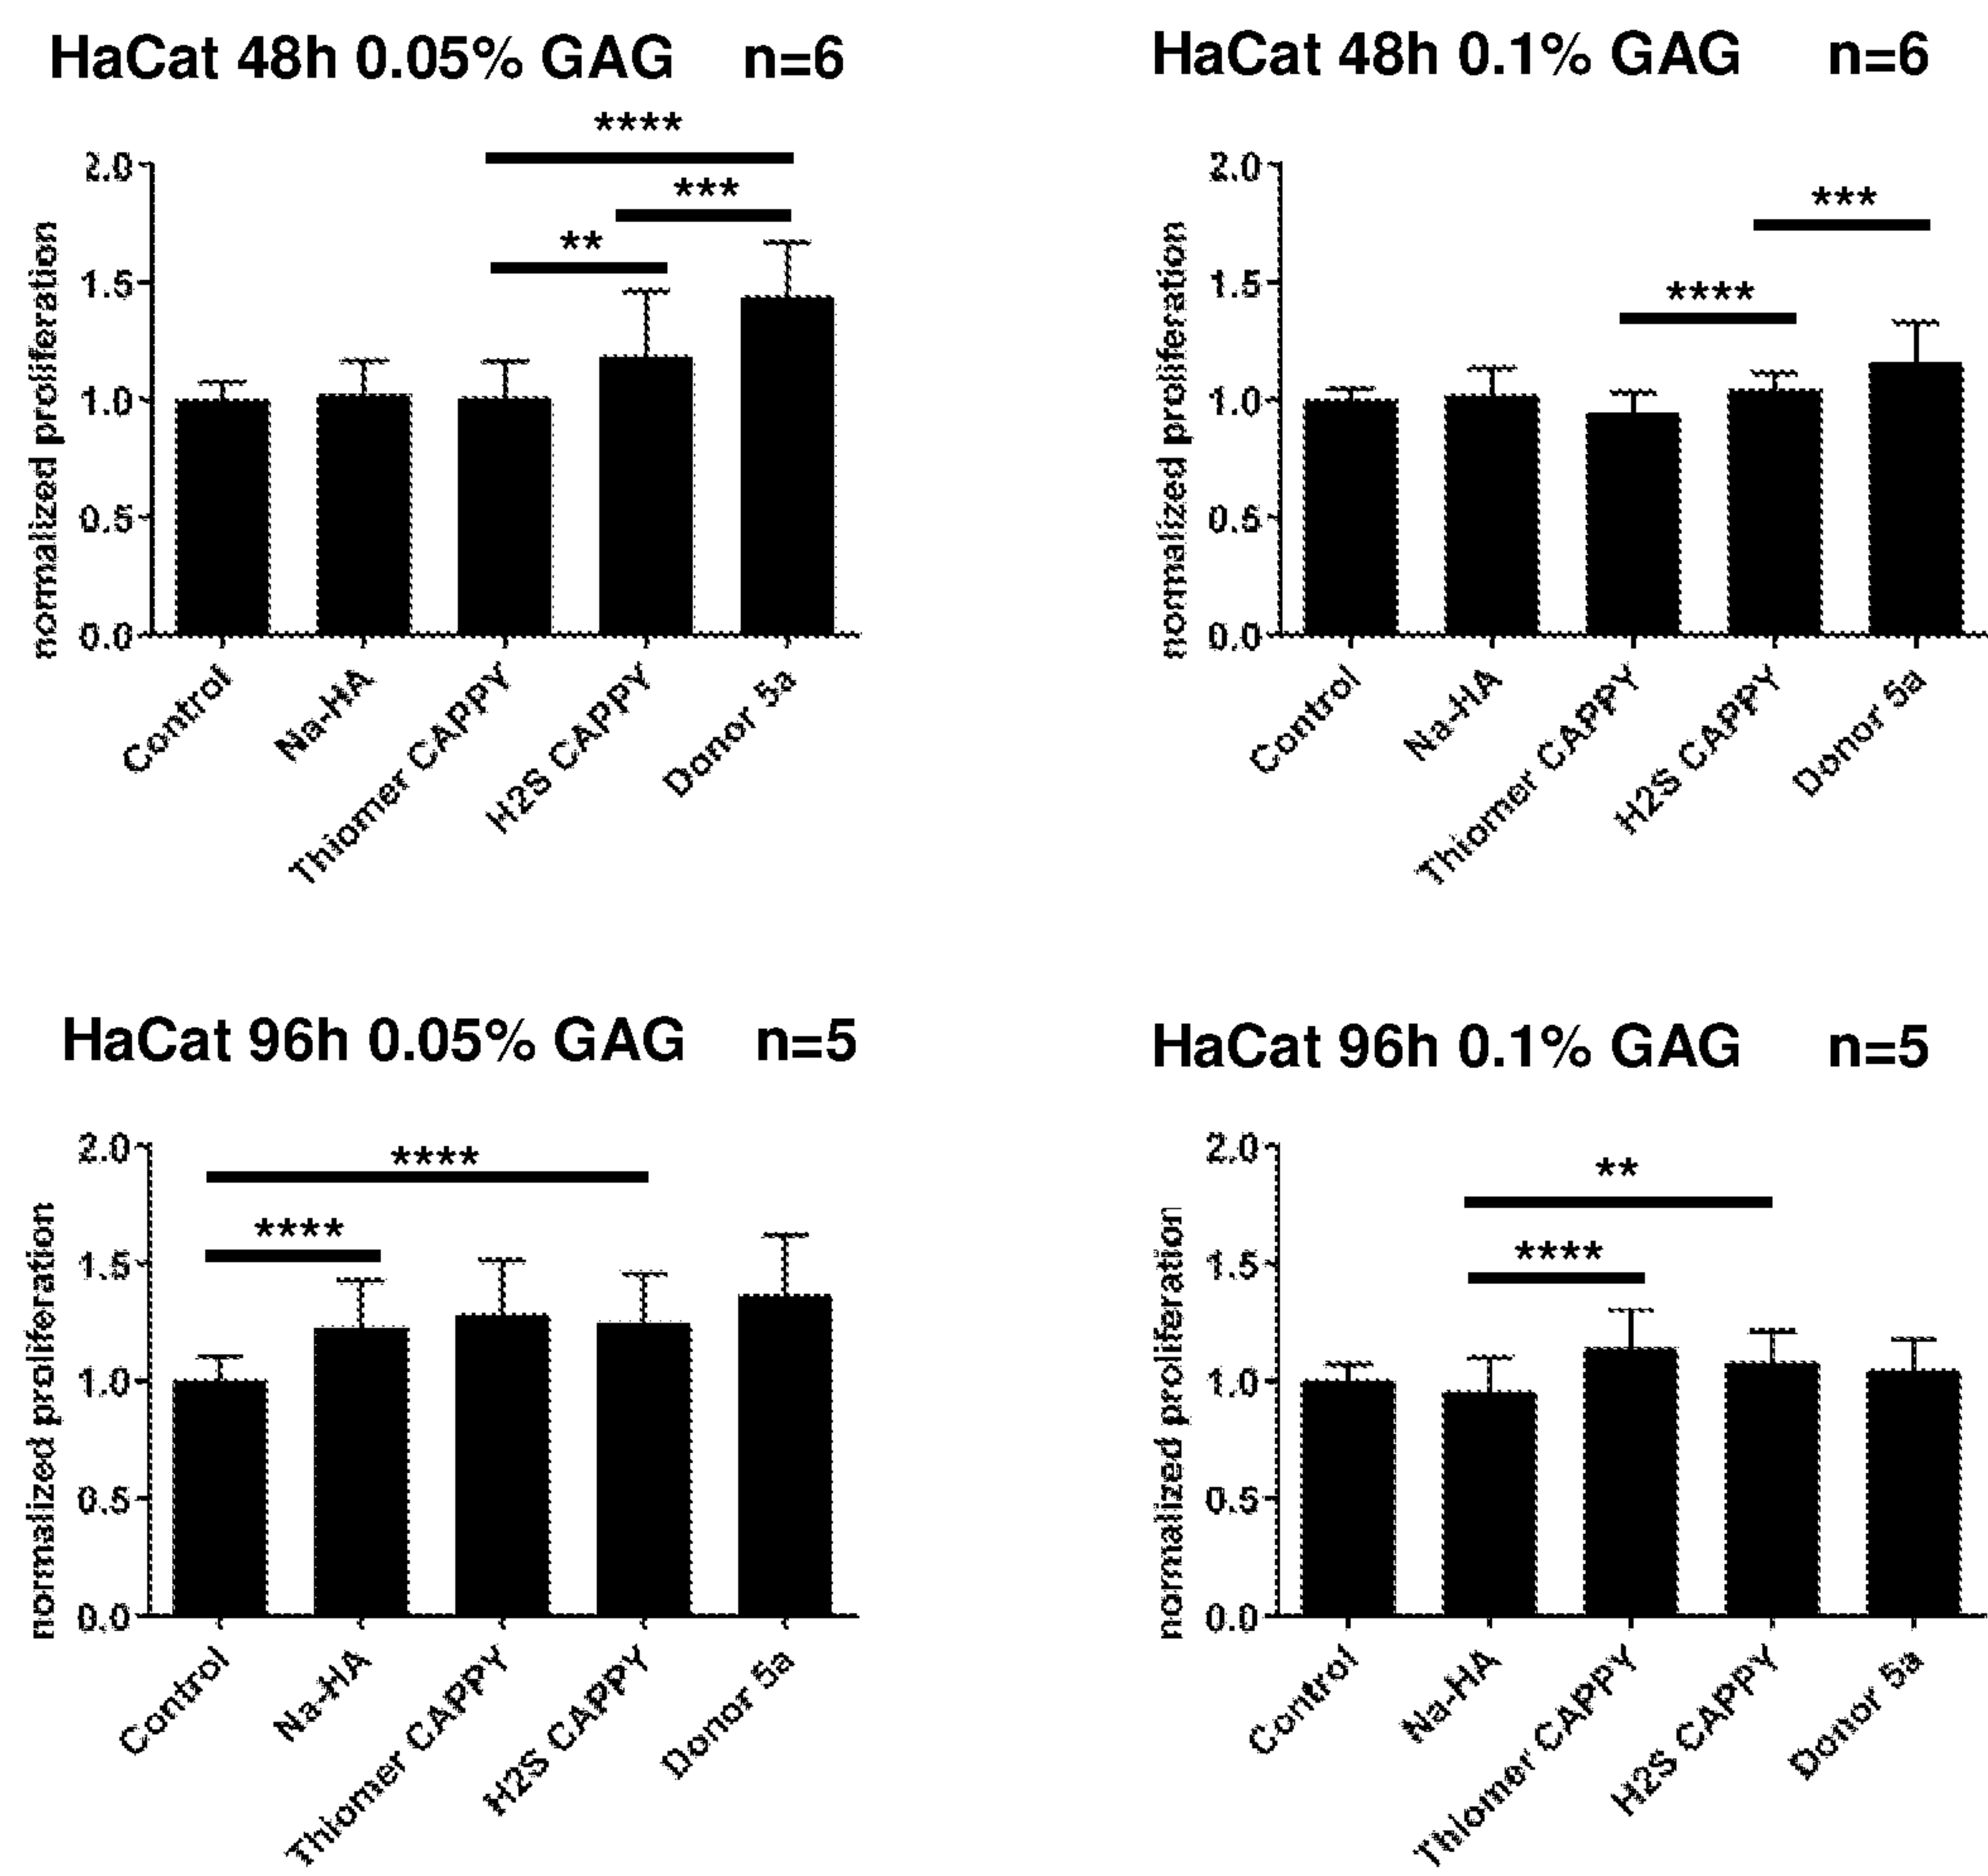 HaCat 48h 0.05% GAG n=6
****
***
**
normalized proliferation
2.0
1.5
1.0
0.5
0.0
Control
Na-HA
Thiomer CAPPY
H2S CAPPY
Donor 5a
HaCat 48h 0.1% GAG n=6
***
****
normalized proliferation
2.0
1.5
1.0
0.5
0.0
Control
Na-HA
Thiomer CAPPY
H2S CAPPY
Donor 5a
HaCat 96h 0.05% GAG n=5
****
****
normalized proliferation
2.0
1.5
1.0
0.5
0.0
Control
Na-HA
Thiomer CAPPY
H2S CAPPY
Donor 5a
HaCat 96h 0.1% GAG n=5
**
****
normalized proliferation
2.0
1.5
1.0
0.5
0.0
Control
Na-HA
Thiomer CAPPY
H2S CAPPY
Donor 5a